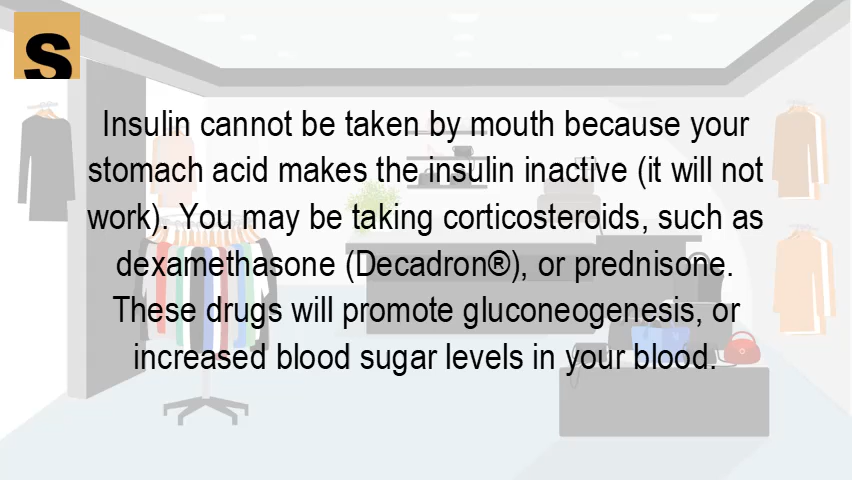 S
Insulin cannot be taken by mouth because your
stomach acid makes the insulin inactive (it will not
work). You may be taking corticosteroids, such as
dexamethasone (Decadron®), or prednisone.
These drugs will promote gluconeogenesis, or
increased blood sugar levels in your blood.